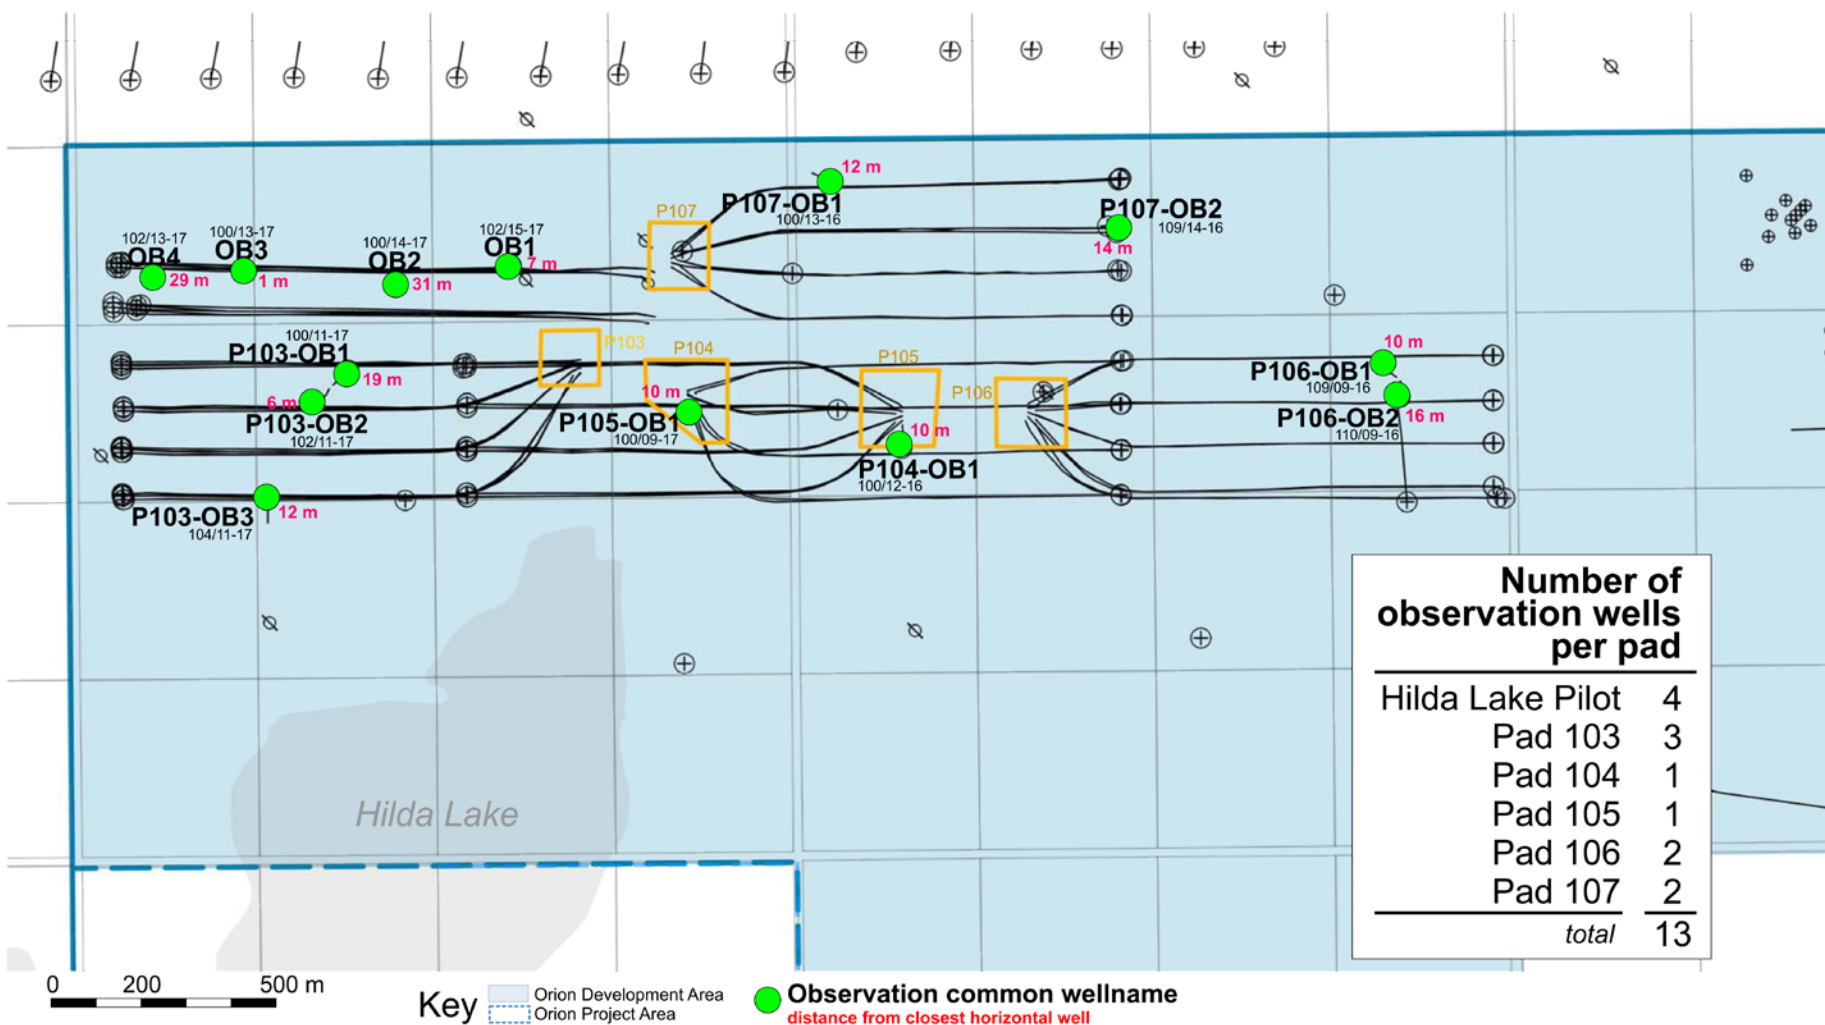 12 m
P107
P107-OB1
100/13-16
P107-OB2
109/14-16
14 m
102/13-17
OB4
29 m
100/13-17
OB3
1 m
100/14-17
OB2
31 m
102/15-17
OB1
7 m
100/11-17
P103-OB1
19 m
P103
P104
P105
P106
10 m
P106-OB1
109/09-16
6 m
P103-OB2
102/11-17
10 m
P105-OB1
100/09-17
10 m
P104-OB1
100/12-16
P106-OB2
110/09-16
16 m
P103-OB3
104/11-17
12 m
Hilda Lake
Number of
observation wells
per pad
Hilda Lake Pilot 4
Pad 103 3
Pad 104 1
Pad 105 1
Pad 106 2
Pad 107 2
total 13
0 200 500 m
Key
Orion Development Area
Orion Project Area
Observation common wellname
distance from closest horizontal well